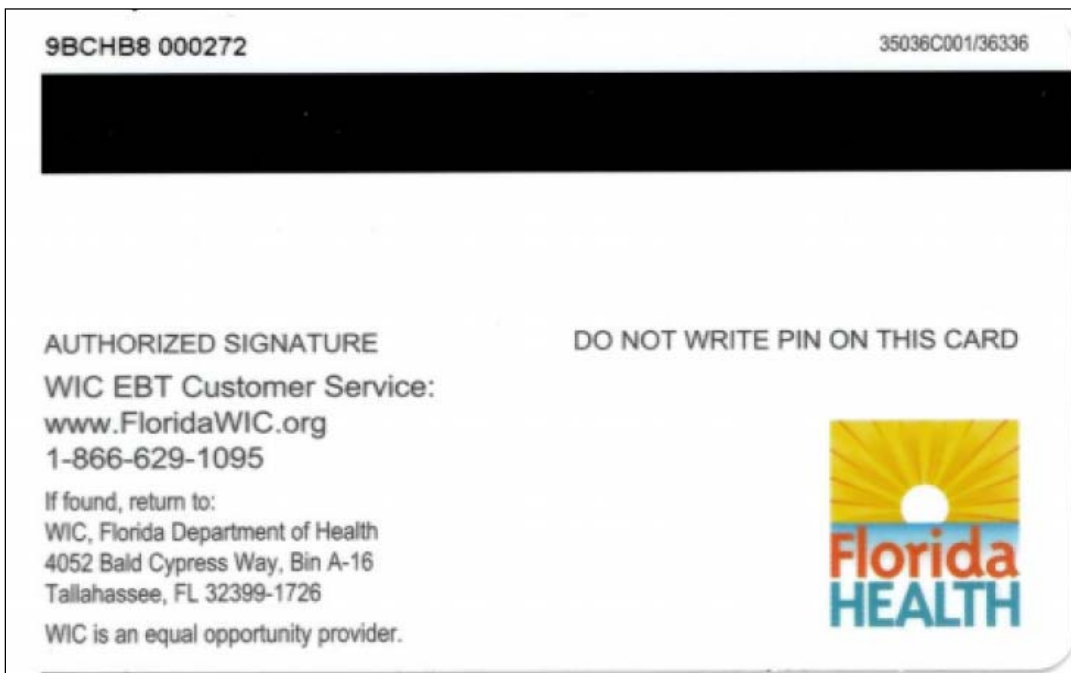 9BCHB8 000272
35036C001/36336
AUTHORIZED SIGNATURE
DO NOT WRITE PIN ON THIS CARD
WIC EBT Customer Service:
www.FloridaWIC.org
1-866-629-1095
If found, return to:
WIC, Florida Department of Health
4052 Bald Cypress Way, Bin A-16
Tallahassee, FL 32399-1726
WIC is an equal opportunity provider.
Florida
HEALTH